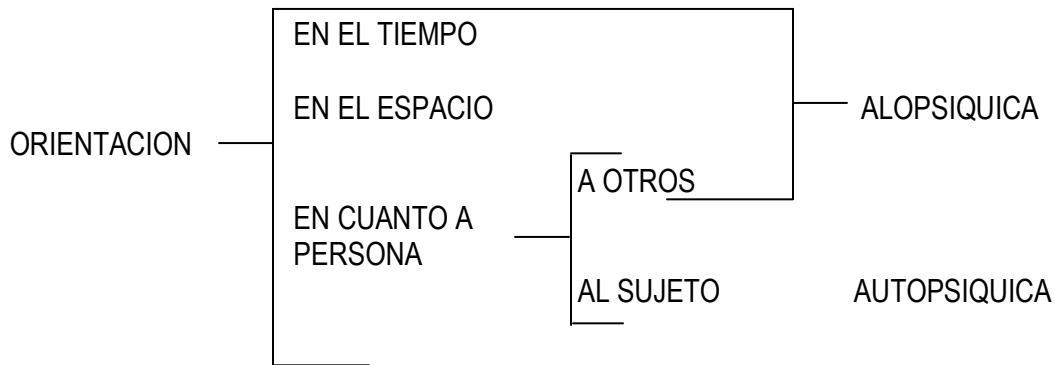 EN EL TIEMPO
EN EL ESPACIO
ALOPSIQUICA
ORIENTACION
A OTROS
EN CUANTO A
PERSONA
AL SUJETO
AUTOPSIQUICA